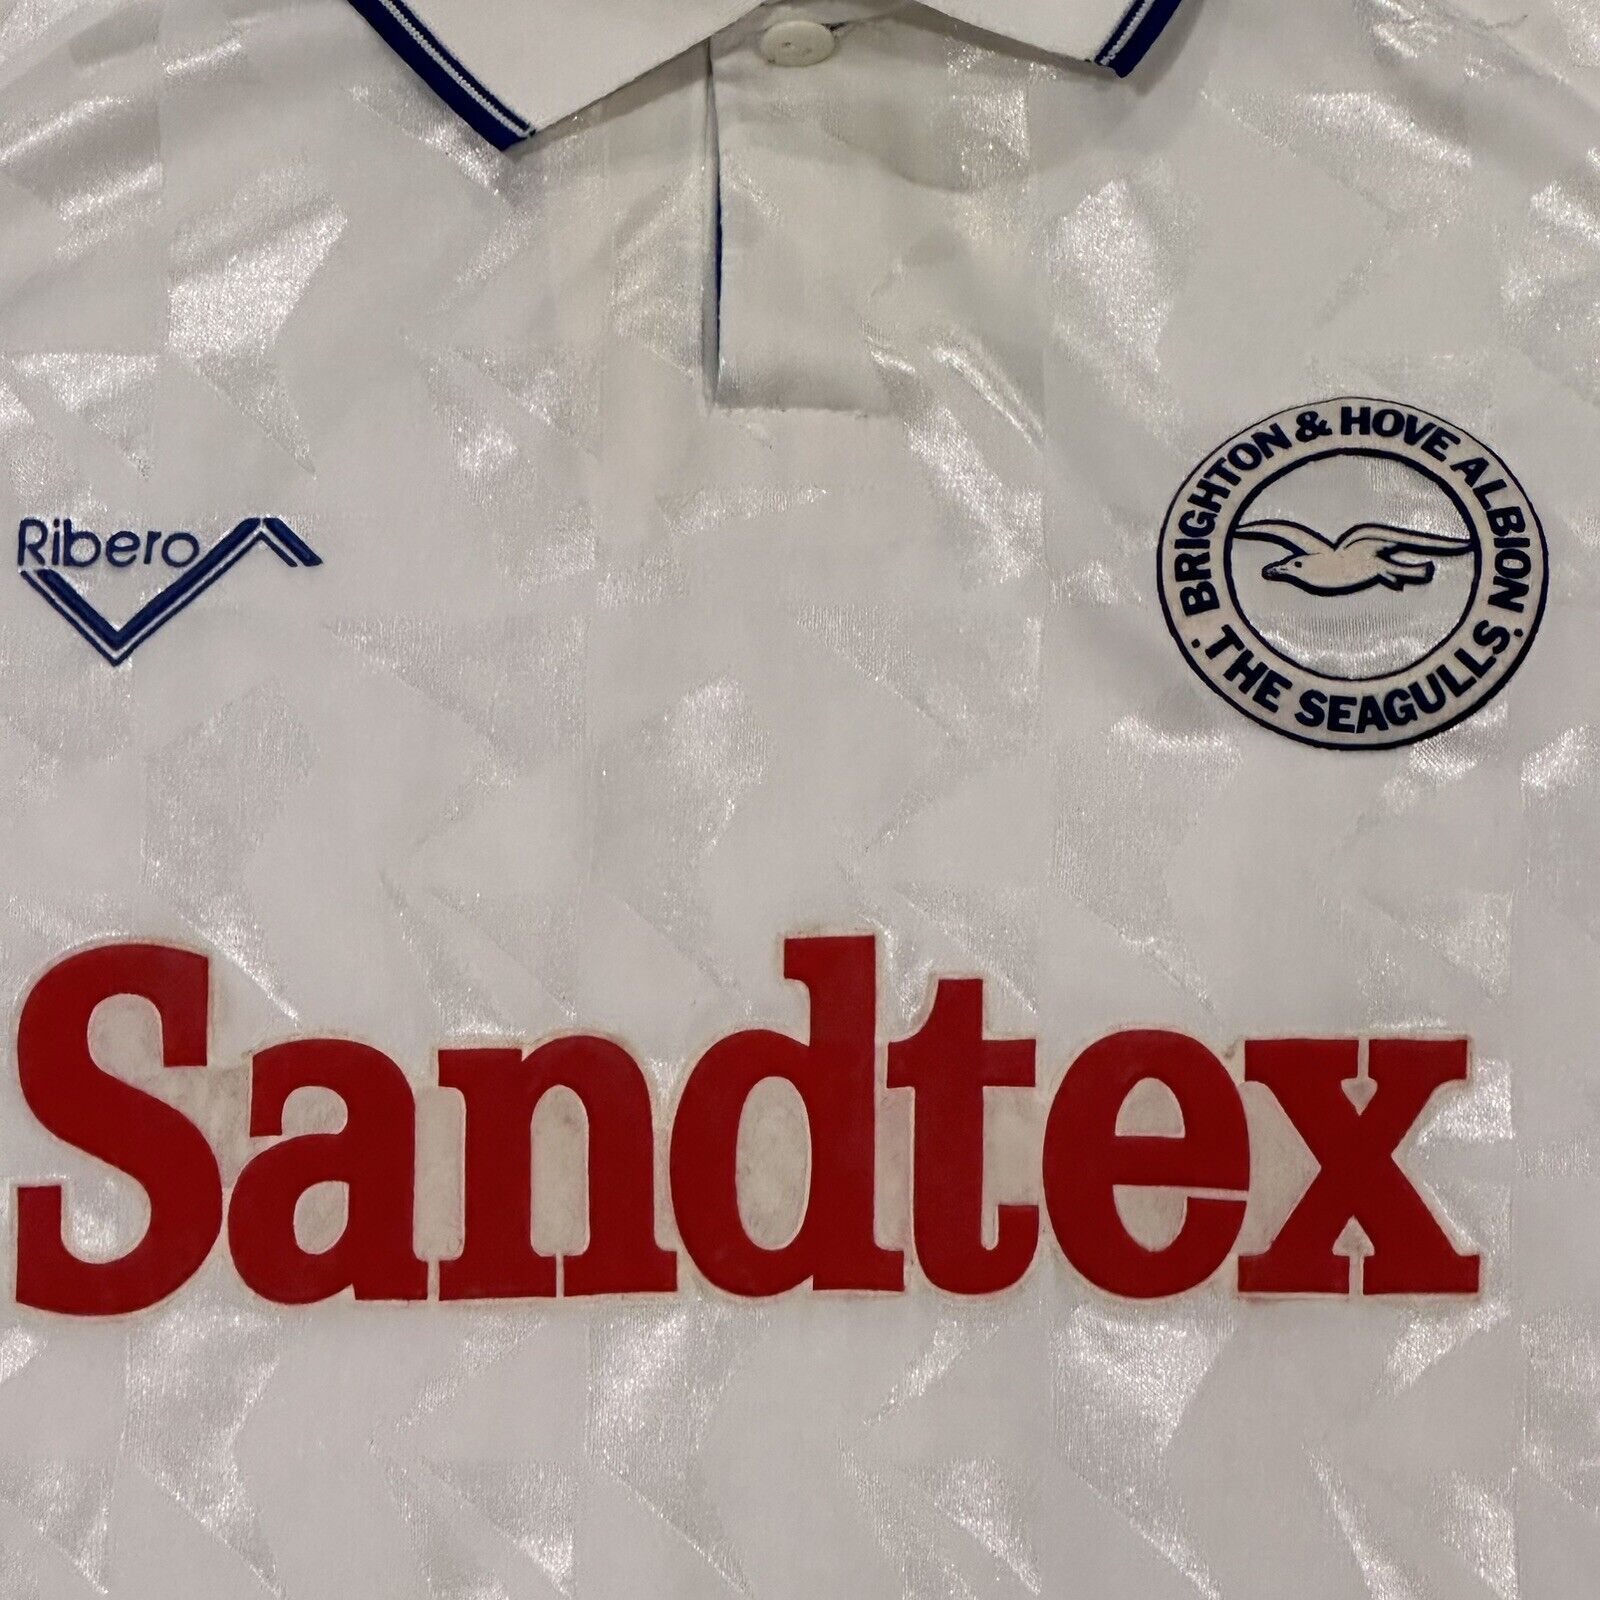 BRIGHTON & HOVE ALBION
. THE SEAGULLS .
Ribero
Sandtex